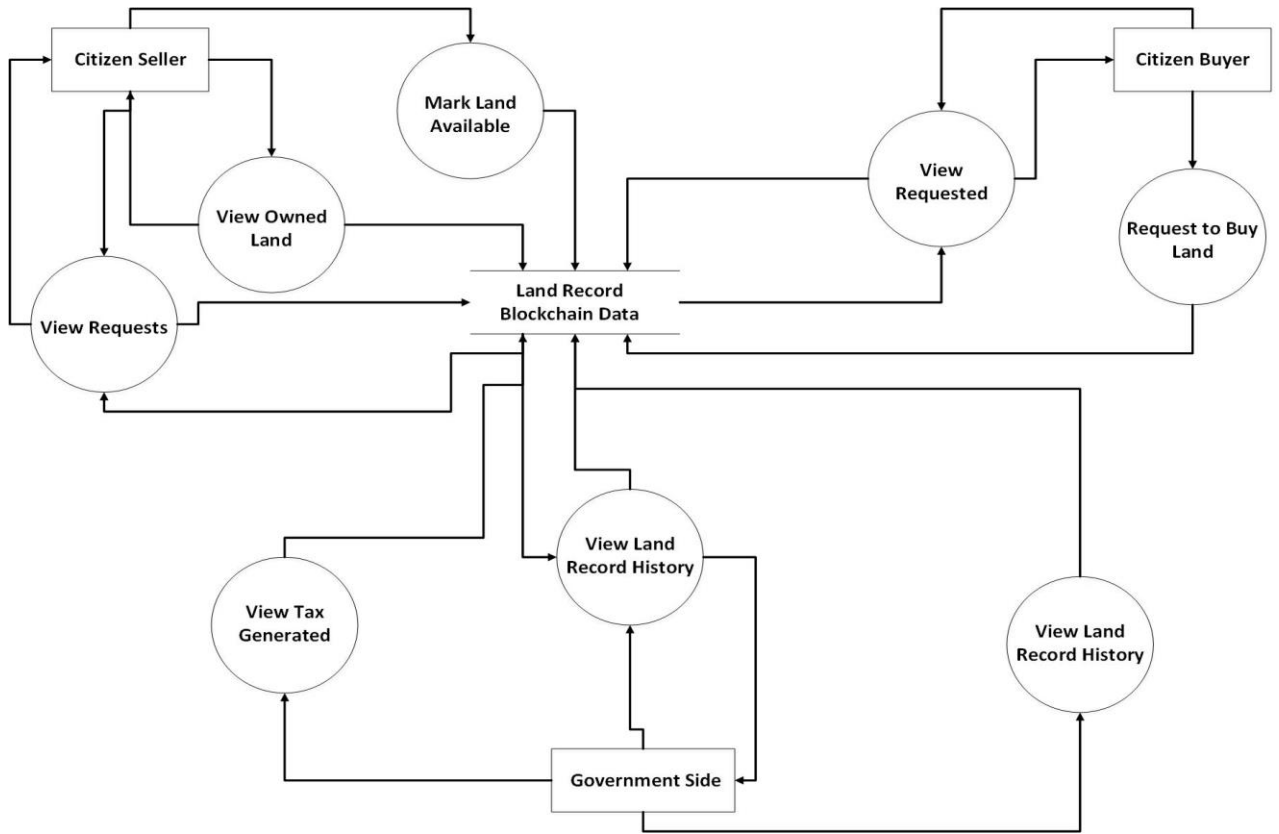 Citizen Seller
Mark Land
Available
Citizen Buyer
View
Requested
View Owned
Land
Request to Buy
Land
View Requests
Land Record
Blockchain Data
View Land
Record History
View Tax
Generated
View Land
Record History
Government Side